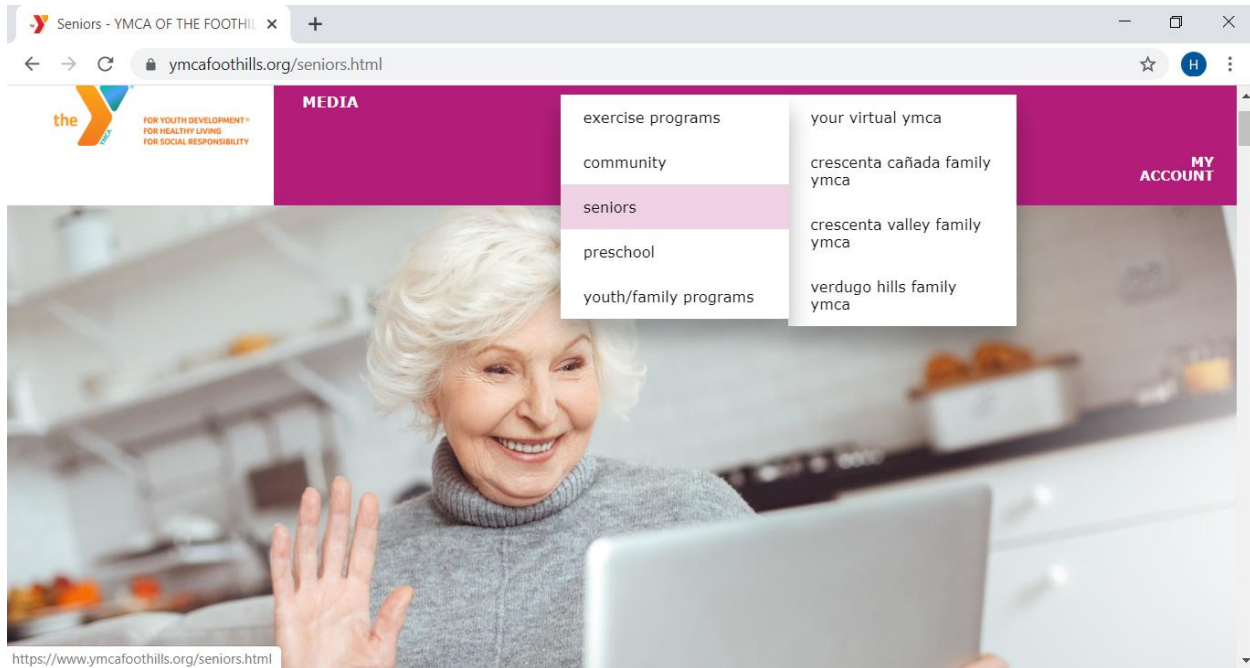 Seniors - YMCA OF THE FOOTHIL
ymcafoothills.org/seniors.html
H
the
YMCA
FOR YOUTH DEVELOPMENT®
FOR HEALTHY LIVING
FOR SOCIAL RESPONSIBILITY
MEDIA
exercise programs
community
seniors
preschool
youth/family programs
your virtual ymca
crescenta cañada family
ymca
crescenta valley family
ymca
verdugo hills family
ymca
MY
ACCOUNT
https://www.ymcafoothills.org/seniors.html